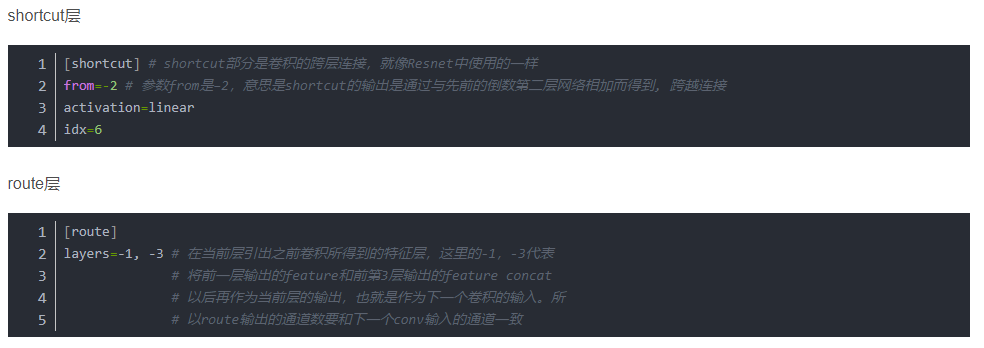 shortcut层
1 [shortcut] # shortcut部分是卷积的跨层连接，就像Resnet中使用的一样
2 from=-2 # 参数from是−2，意思是shortcut的输出是通过与先前的倒数第二层网络相加而得到，跨越连接
3 activation=linear
4 idx=6
route层
1 [route]
2 layers=-1, -3 # 在当前层引出之前卷积所得到的特征层，这里的-1，-3代表
3 # 将前一层输出的feature和前第3层输出的feature concat
4 # 以后再作为当前层的输出，也就是作为下一个卷积的输入。所
5 # 以route输出的通道数要和下一个conv输入的通道一致